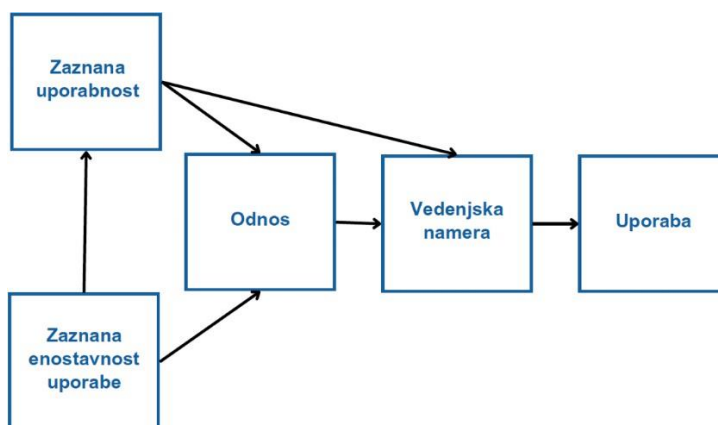 Zaznana
uporabnost
Odnos
Vedenjska
namera
Uporaba
Zaznana
enostavnost
uporabe